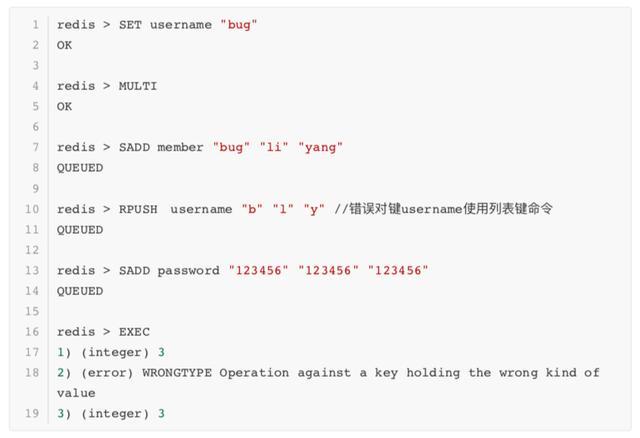 1 redis > SET username "bug"
2 OK
3
4 redis > MULTI
5 OK
6
7 redis > SADD member "bug" "li" "yang"
8 QUEUED
9
10 redis > RPUSH username "b" "l" "y" //错误对键username使用列表键命令
11 QUEUED
12
13 redis > SADD password "123456" "123456" "123456"
14 QUEUED
15
16 redis > EXEC
17 1) (integer) 3
18 2) (error) WRONGTYPE Operation against a key holding the wrong kind of
value
19 3) (integer) 3